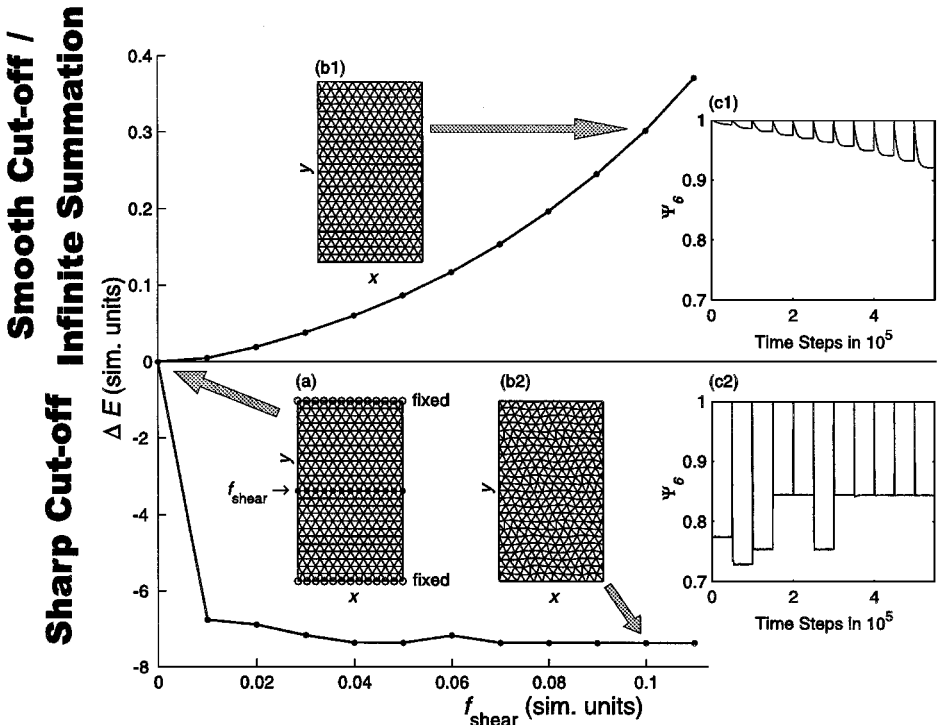 Smooth Cut-off /
Infinite Summation
Sharp Cut-off
Δ E (sim. units)
0.4
0.3
0.2
0.1
0
-2
-4
-6
-8
0
0.02
0.04
0.06
0.08
0.1
f shear (sim. units)
(b1)
y
x
(c1)
Ψ6
1
0.9
0.8
0.7
0
2
4
Time Steps in 10^5
(a)
fixed
y
f shear →
fixed
x
(b2)
y
x
(c2)
Ψ6
1
0.9
0.8
0.7
0
2
4
Time Steps in 10^5